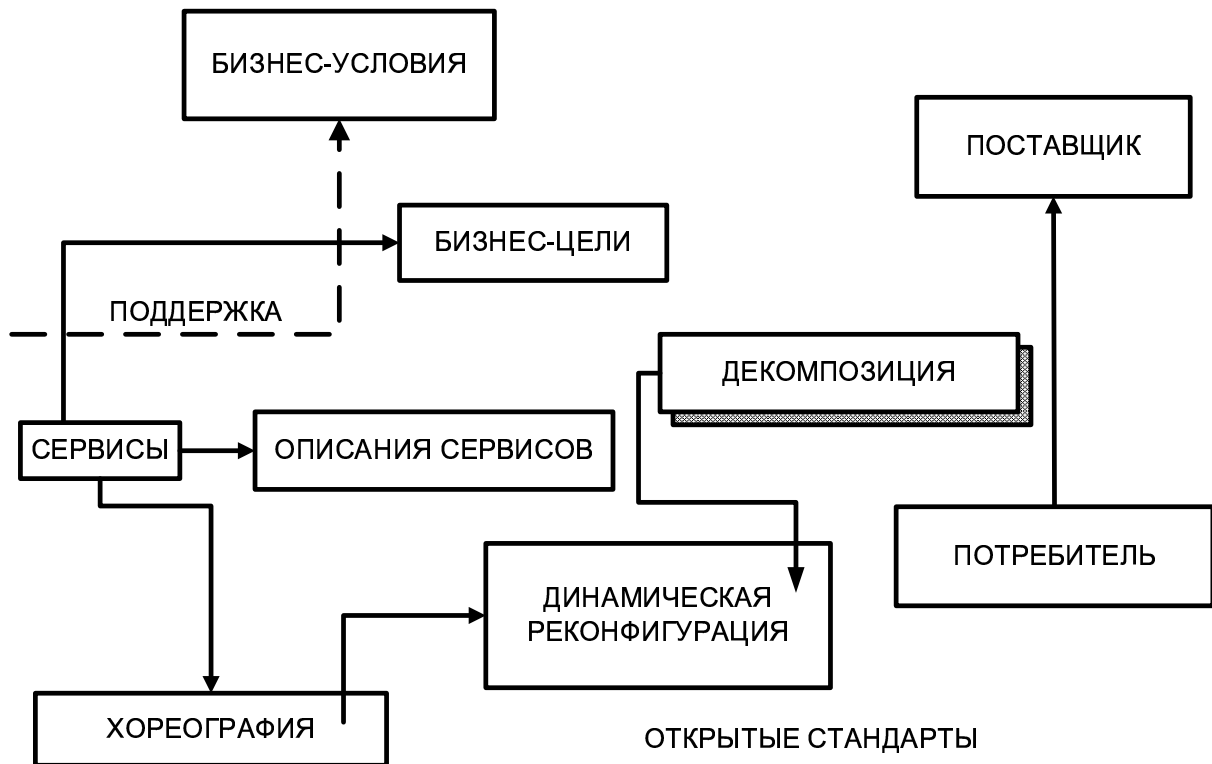 БИЗНЕС-УСЛОВИЯ
ПОСТАВЩИК
БИЗНЕС-ЦЕЛИ
ПОДДЕРЖКА
ДЕКОМПОЗИЦИЯ
СЕРВИСЫ
ОПИСАНИЯ СЕРВИСОВ
ПОТРЕБИТЕЛЬ
ДИНАМИЧЕСКАЯ
РЕКОНФИГУРАЦИЯ
ХОРЕОГРАФИЯ
ОТКРЫТЫЕ СТАНДАРТЫ